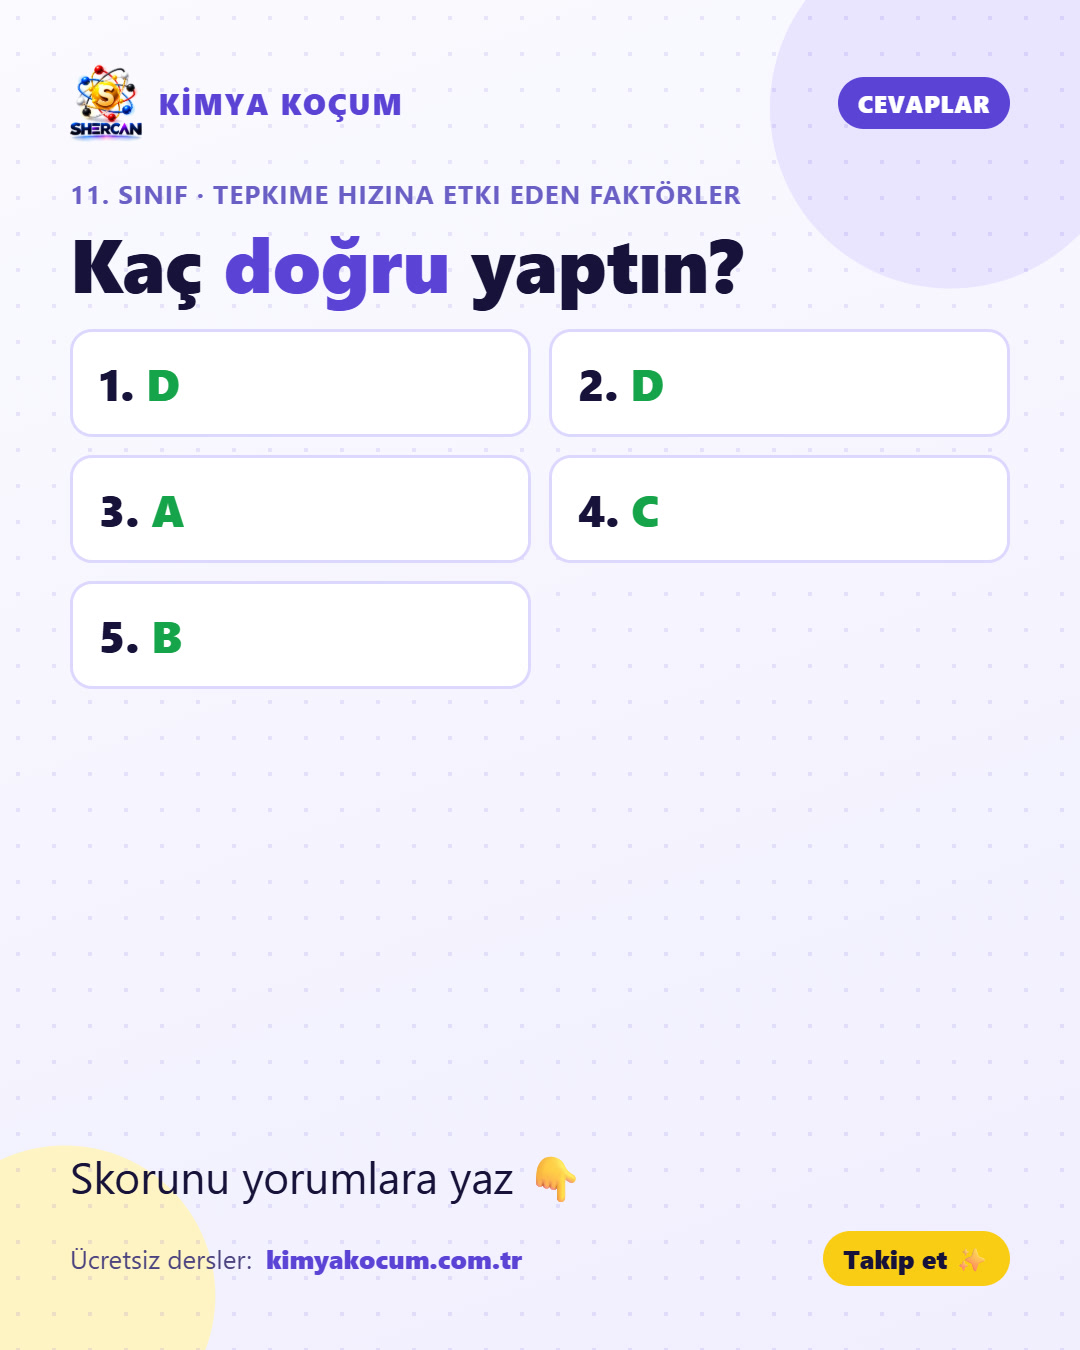 SHERCAN
KİMYA KOÇUM
CEVAPLAR
11. SINIF · TEPKIME HIZINA ETKI EDEN FAKTÖRLER
Kaç doğru yaptın?
1. D
2. D
3. A
4. C
5. B
Skorunu yorumlara yaz 👇
Ücretsiz dersler: kimyakocum.com.tr
Takip et ✨